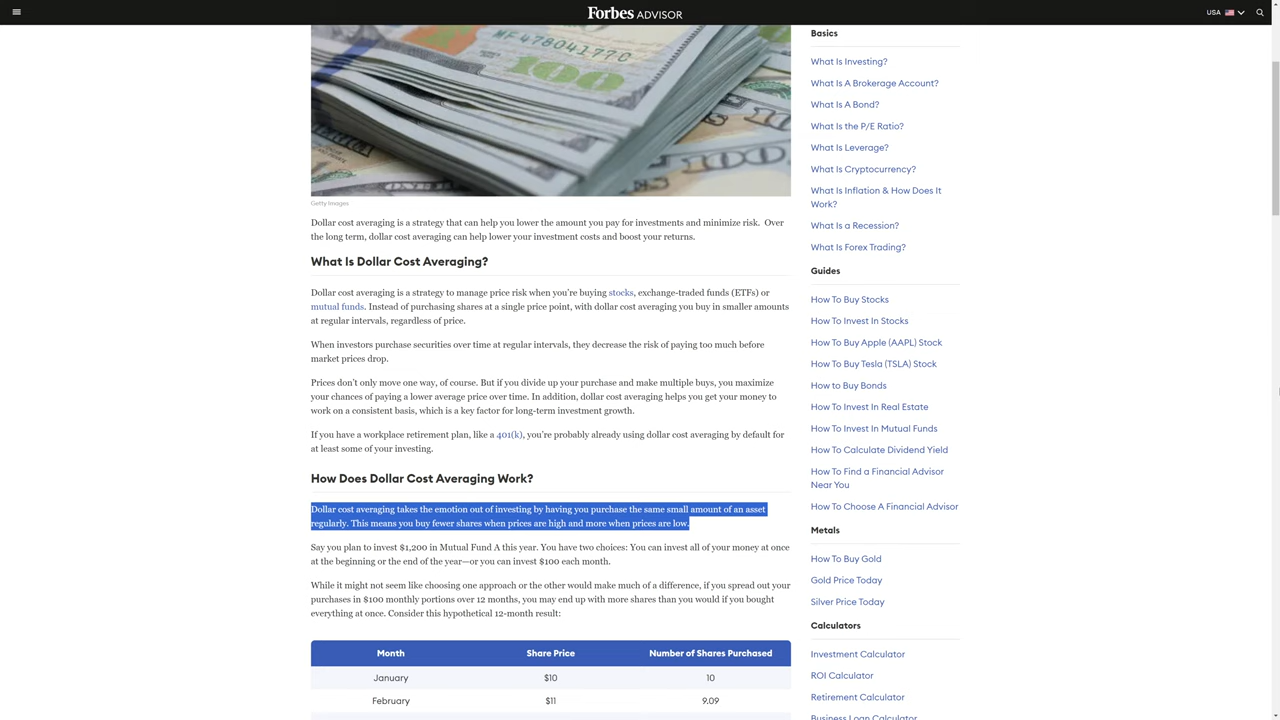 Forbes ADVISOR
USA
MF47804177C
100
100
Getty Images
Dollar cost averaging is a strategy that can help you lower the amount you pay for investments and minimize risk.  Over
the long term, dollar cost averaging can help lower your investment costs and boost your returns.
What Is Dollar Cost Averaging?
Dollar cost averaging is a strategy to manage price risk when you’re buying stocks, exchange-traded funds (ETFs) or
mutual funds. Instead of purchasing shares at a single price point, with dollar cost averaging you buy in smaller amounts
at regular intervals, regardless of price.
When investors purchase securities over time at regular intervals, they decrease the risk of paying too much before
market prices drop.
Prices don’t only move one way, of course. But if you divide up your purchase and make multiple buys, you maximize
your chances of paying a lower average price over time. In addition, dollar cost averaging helps you get your money to
work on a consistent basis, which is a key factor for long-term investment growth.
If you have a workplace retirement plan, like a 401(k), you’re probably already using dollar cost averaging by default for
at least some of your investing.
How Does Dollar Cost Averaging Work?
Dollar cost averaging takes the emotion out of investing by having you purchase the same small amount of an asset
regularly. This means you buy fewer shares when prices are high and more when prices are low.
Say you plan to invest $1,200 in Mutual Fund A this year. You have two choices: You can invest all of your money at once
at the beginning or the end of the year—or you can invest $100 each month.
While it might not seem like choosing one approach or the other would make much of a difference, if you spread out your
purchases in $100 monthly portions over 12 months, you may end up with more shares than you would if you bought
everything at once. Consider this hypothetical 12-month result:
Month Share Price Number of Shares Purchased
January $10 10
February $11 9.09
Basics
What Is Investing?
What Is A Brokerage Account?
What Is A Bond?
What Is the P/E Ratio?
What Is Leverage?
What Is Cryptocurrency?
What Is Inflation & How Does It
Work?
What Is a Recession?
What Is Forex Trading?
Guides
How To Buy Stocks
How To Invest In Stocks
How To Buy Apple (AAPL) Stock
How To Buy Tesla (TSLA) Stock
How to Buy Bonds
How To Invest In Real Estate
How To Invest In Mutual Funds
How To Calculate Dividend Yield
How To Find a Financial Advisor
Near You
How To Choose A Financial Advisor
Metals
How To Buy Gold
Gold Price Today
Silver Price Today
Calculators
Investment Calculator
ROI Calculator
Retirement Calculator
Business Loan Calculator